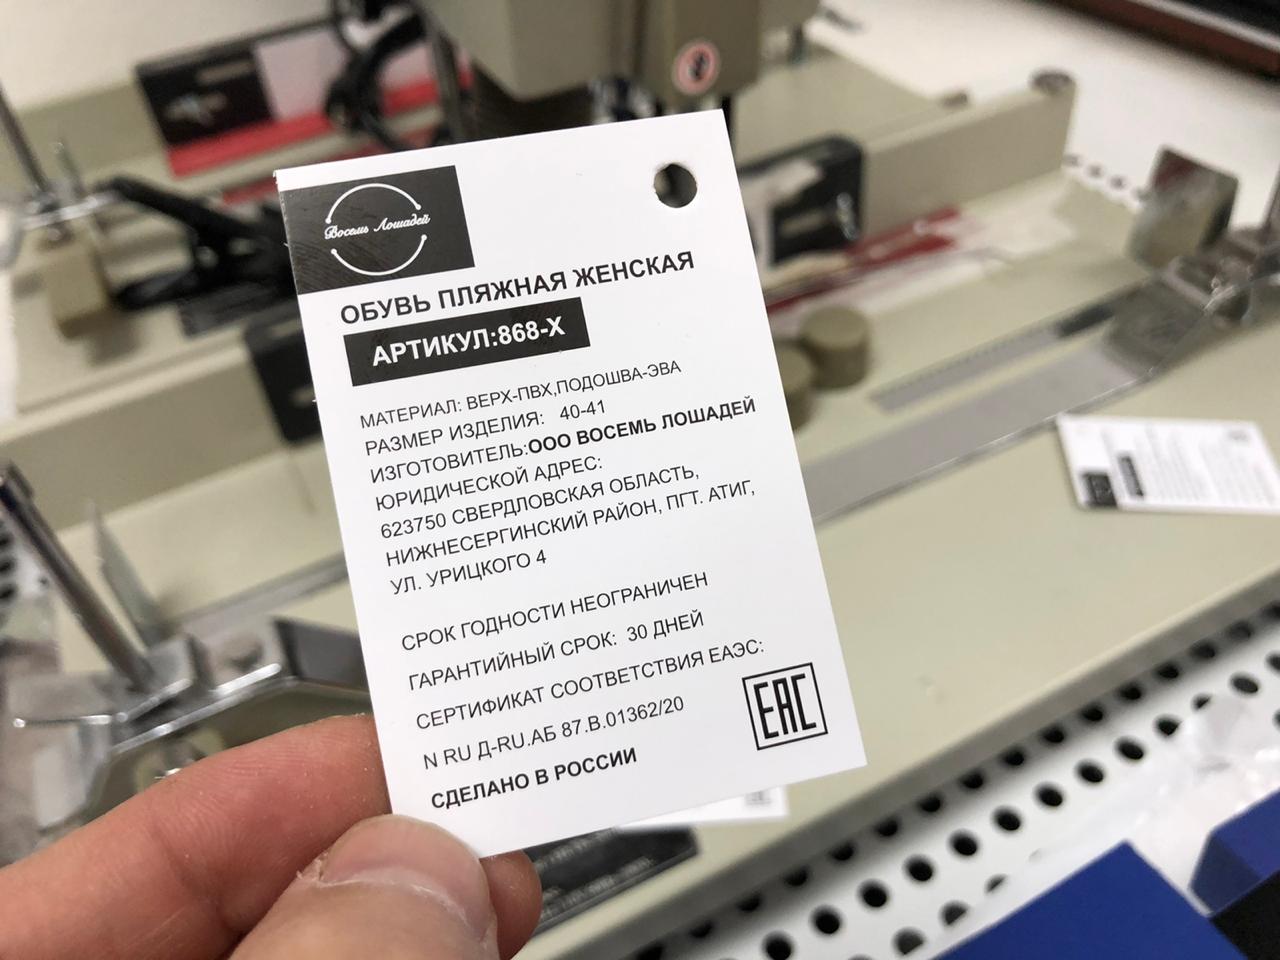 Восемь Лошадей
ОБУВЬ ПЛЯЖНАЯ ЖЕНСКАЯ
АРТИКУЛ:868-Х
МАТЕРИАЛ: ВЕРХ-ПВХ,ПОДОШВА-ЭВА
РАЗМЕР ИЗДЕЛИЯ: 40-41
ИЗГОТОВИТЕЛЬ:ООО ВОСЕМЬ ЛОШАДЕЙ
ЮРИДИЧЕСКОЙ АДРЕС:
623750 СВЕРДЛОВСКАЯ ОБЛАСТЬ,
НИЖНЕСЕРГИНСКИЙ РАЙОН, ПГТ. АТИГ,
УЛ. УРИЦКОГО 4
СРОК ГОДНОСТИ НЕОГРАНИЧЕН
ГАРАНТИЙНЫЙ СРОК: 30 ДНЕЙ
СЕРТИФИКАТ СООТВЕТСТВИЯ ЕАЭС:
N RU Д-RU.АБ 87.В.01362/20
СДЕЛАНО В РОССИИ
EAC